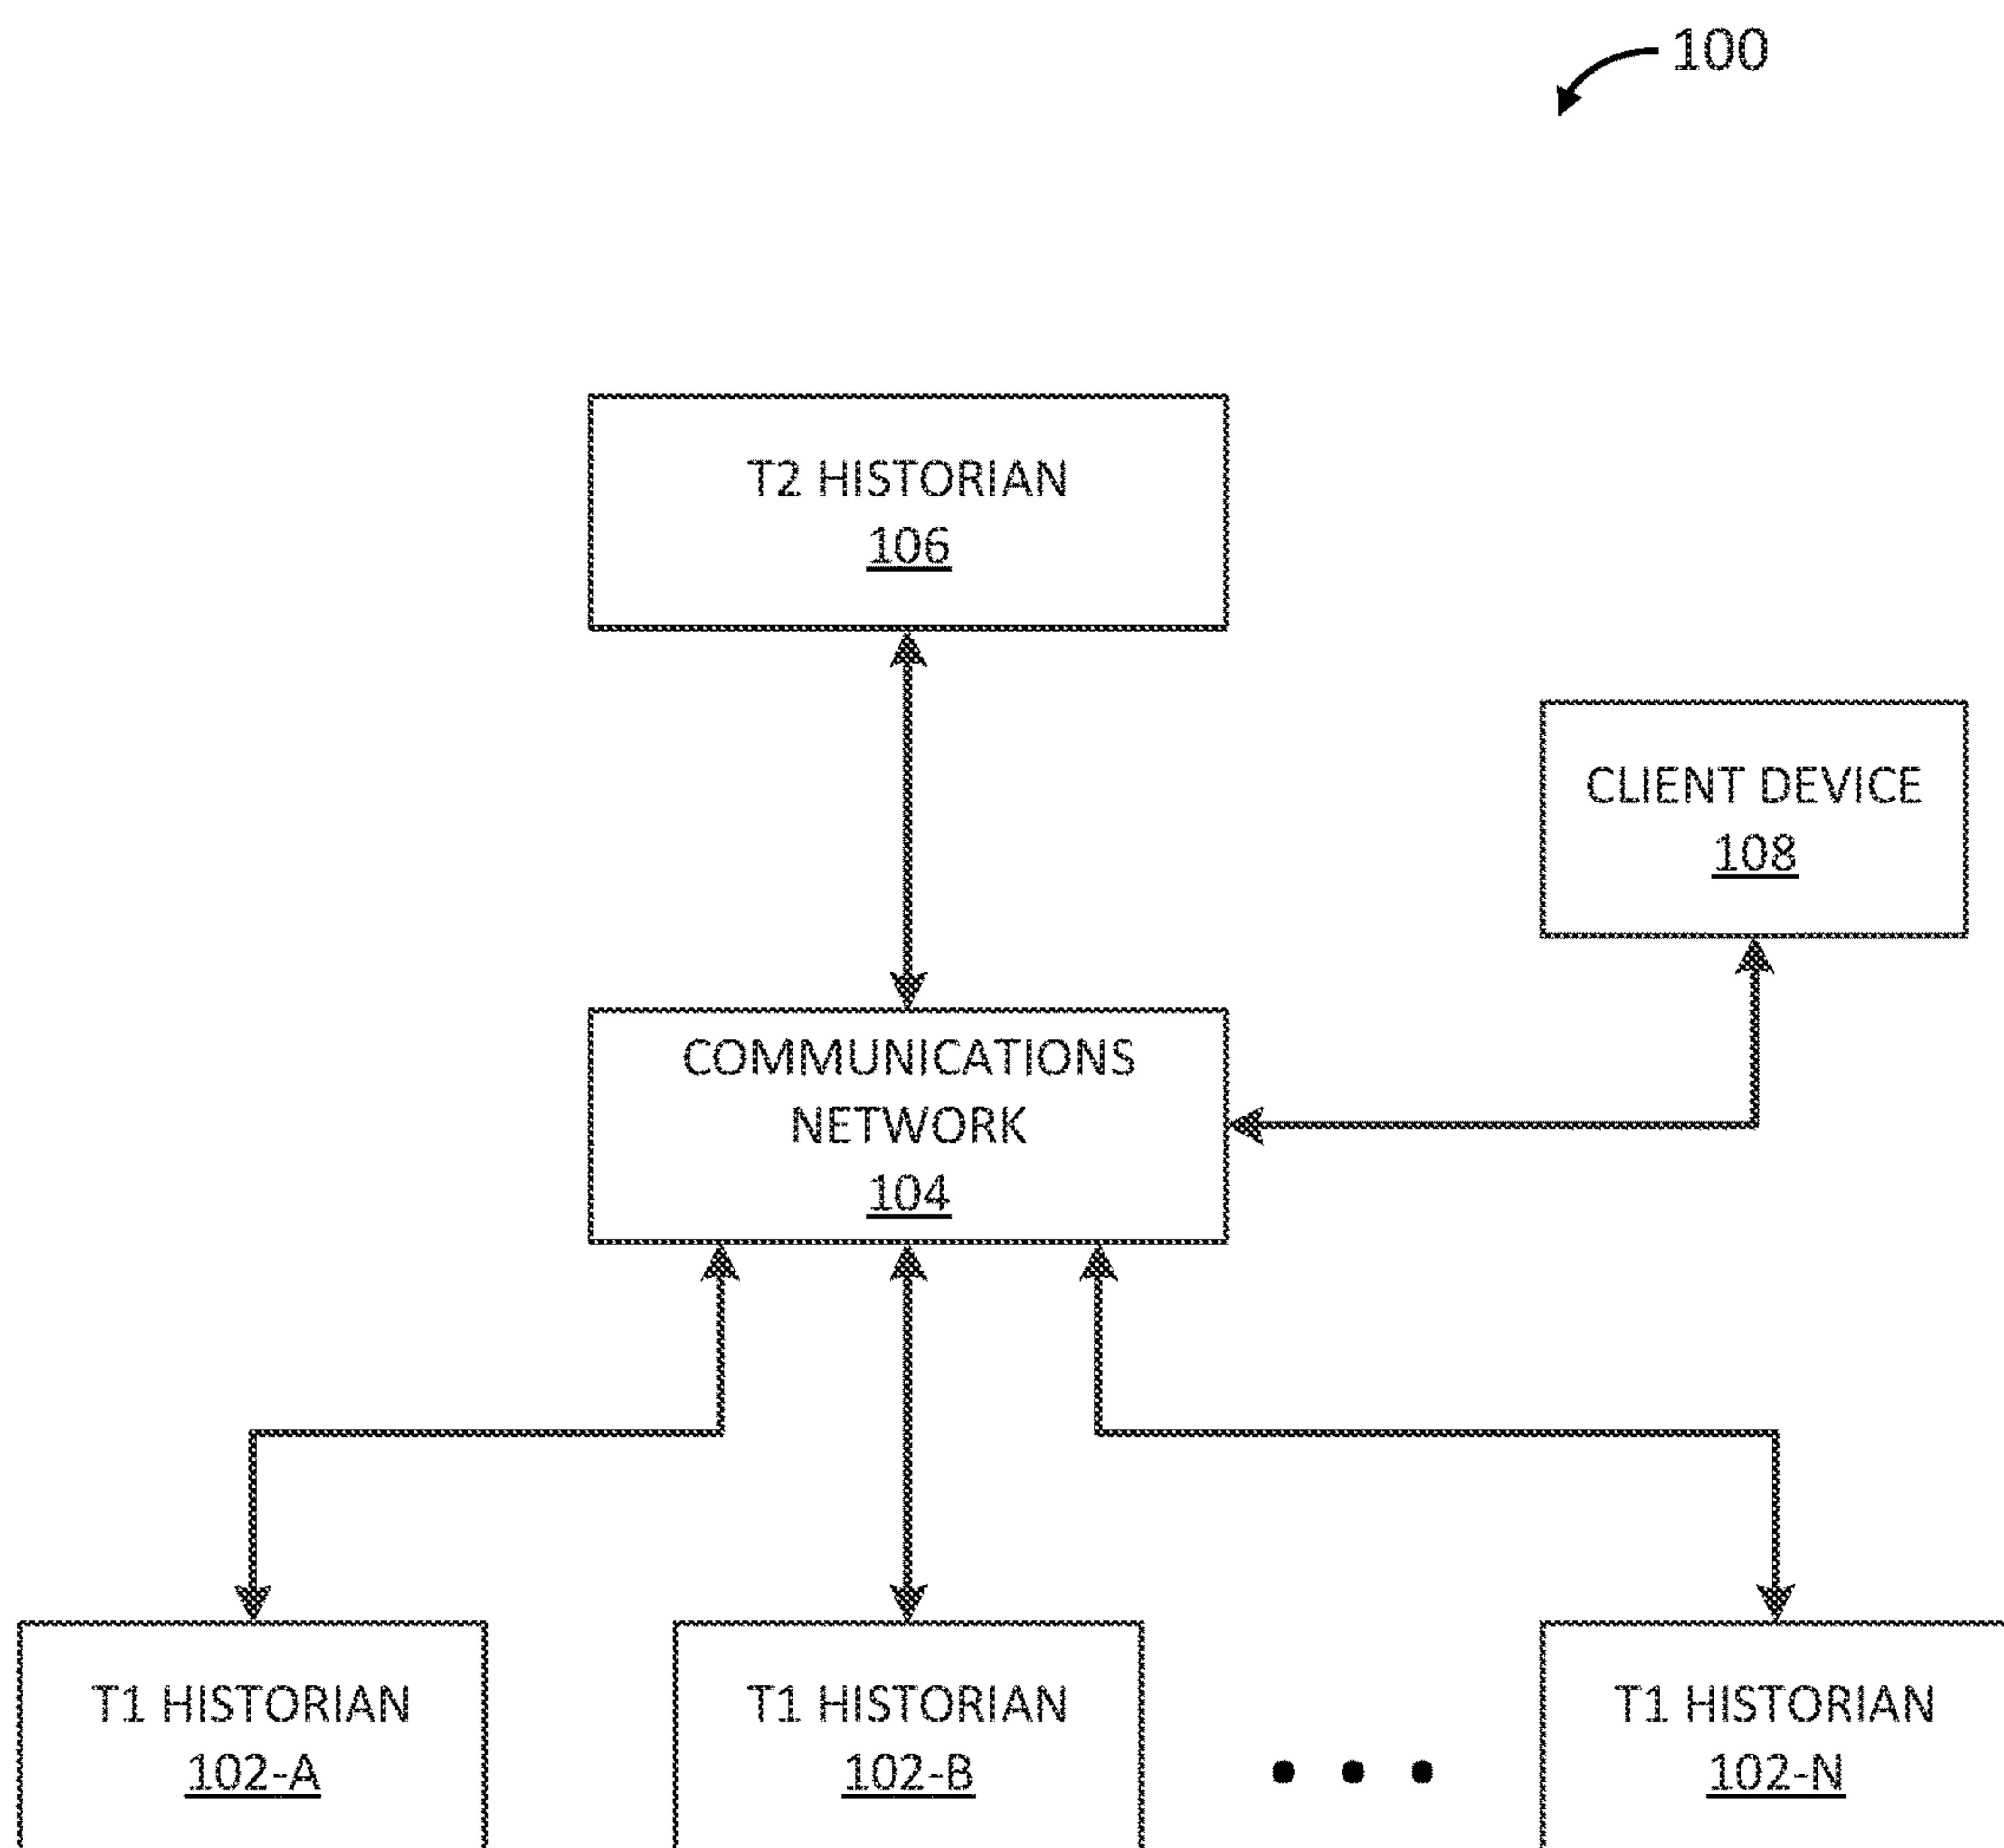 100
T2 HISTORIAN
106
CLIENT DEVICE
108
COMMUNICATIONS
NETWORK
104
T1 HISTORIAN
102-A
T1 HISTORIAN
102-B
T1 HISTORIAN
102-N